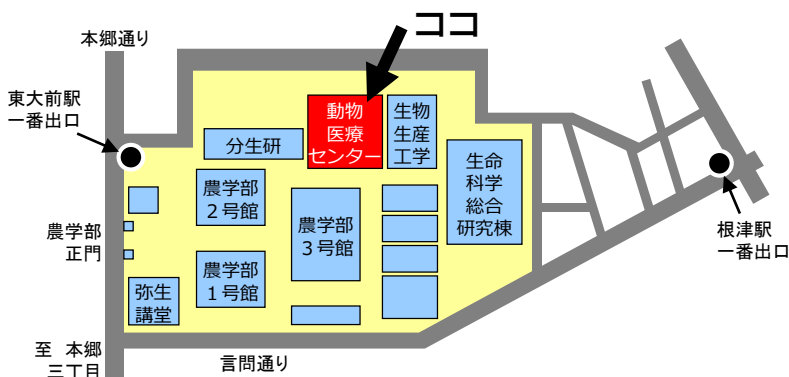 本郷通り
ココ
東大前駅
一番出口
動物
医療
センター
生物
生産
工学
分生研
生命
科学
総合
研究棟
農学部
２号館
農学部
３号館
農学部
正門
根津駅
一番出口
農学部
１号館
弥生
講堂
至 本郷
三丁目
言問通り